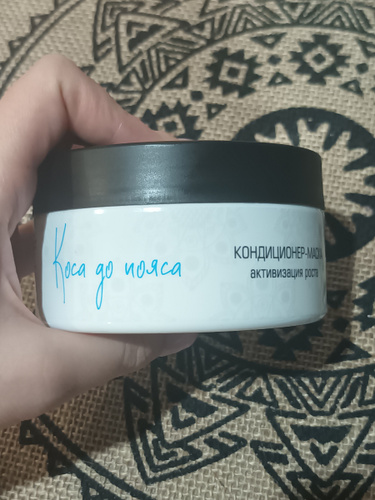 Коса до пояса
КОНДИЦИОНЕР-МАСКА
активизация роста